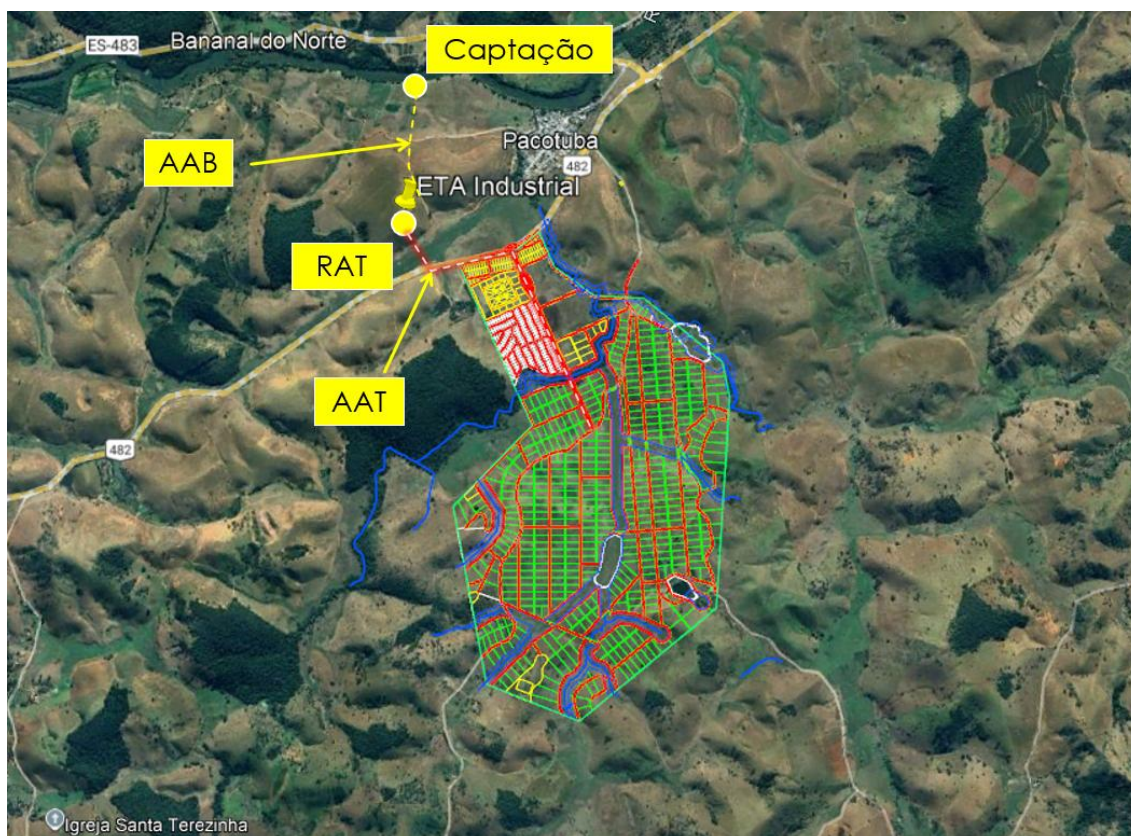 ES-483
Bananal do Norte
Captação
Pacotuba
482
AAB
ETA Industrial
RAT
AAT
482
Igreja Santa Terezinha